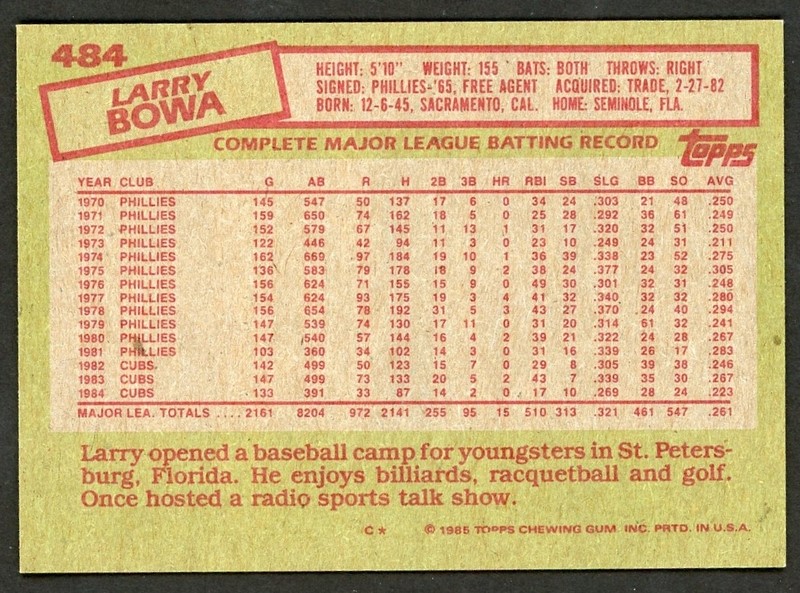 484
LARRY
BOWA
HEIGHT: 5'10" WEIGHT: 155 BATS: BOTH THROWS: RIGHT
SIGNED: PHILLIES-'65, FREE AGENT ACQUIRED: TRADE, 2-27-82
BORN: 12-6-45, SACRAMENTO, CAL. HOME: SEMINOLE, FLA.
COMPLETE MAJOR LEAGUE BATTING RECORD
topps
YEAR CLUB G AB R H 2B 3B HR RBI SB SLG BB SO AVG
1970 PHILLIES 145 547 50 137 17 6 0 34 24 .303 21 48 .250
1971 PHILLIES 159 650 74 162 18 5 0 25 28 .292 36 61 .249
1972 PHILLIES 152 579 67 145 11 13 1 31 17 .320 32 51 .250
1973 PHILLIES 122 446 42 94 11 3 0 23 10 .249 24 31 .211
1974 PHILLIES 162 669 97 184 19 10 1 36 39 .338 23 52 .275
1975 PHILLIES 136 583 79 178 18 9 2 38 24 .377 24 32 .305
1976 PHILLIES 156 624 71 155 15 9 0 49 30 .301 32 31 .248
1977 PHILLIES 154 624 93 175 19 3 4 41 32 .340 32 32 .280
1978 PHILLIES 156 654 78 192 31 5 3 43 27 .370 24 40 .294
1979 PHILLIES 147 539 74 130 17 11 0 31 20 .314 61 32 .241
1980 PHILLIES 147 540 57 144 16 4 2 39 21 .322 24 28 .267
1981 PHILLIES 103 360 34 102 14 3 0 31 16 .339 26 17 .283
1982 CUBS 142 499 50 123 15 7 0 29 8 .305 39 38 .246
1983 CUBS 147 499 73 133 20 5 2 43 7 .339 35 30 .267
1984 CUBS 133 391 33 87 14 2 0 17 10 .269 28 24 .223
MAJOR LEA. TOTALS .... 2161 8204 972 2141 255 95 15 510 313 .321 461 547 .261
Larry opened a baseball camp for youngsters in St. Peters-
burg, Florida. He enjoys billiards, racquetball and golf.
Once hosted a radio sports talk show.
C* © 1985 TOPPS CHEWING GUM. INC. PRTD. IN U.S.A.